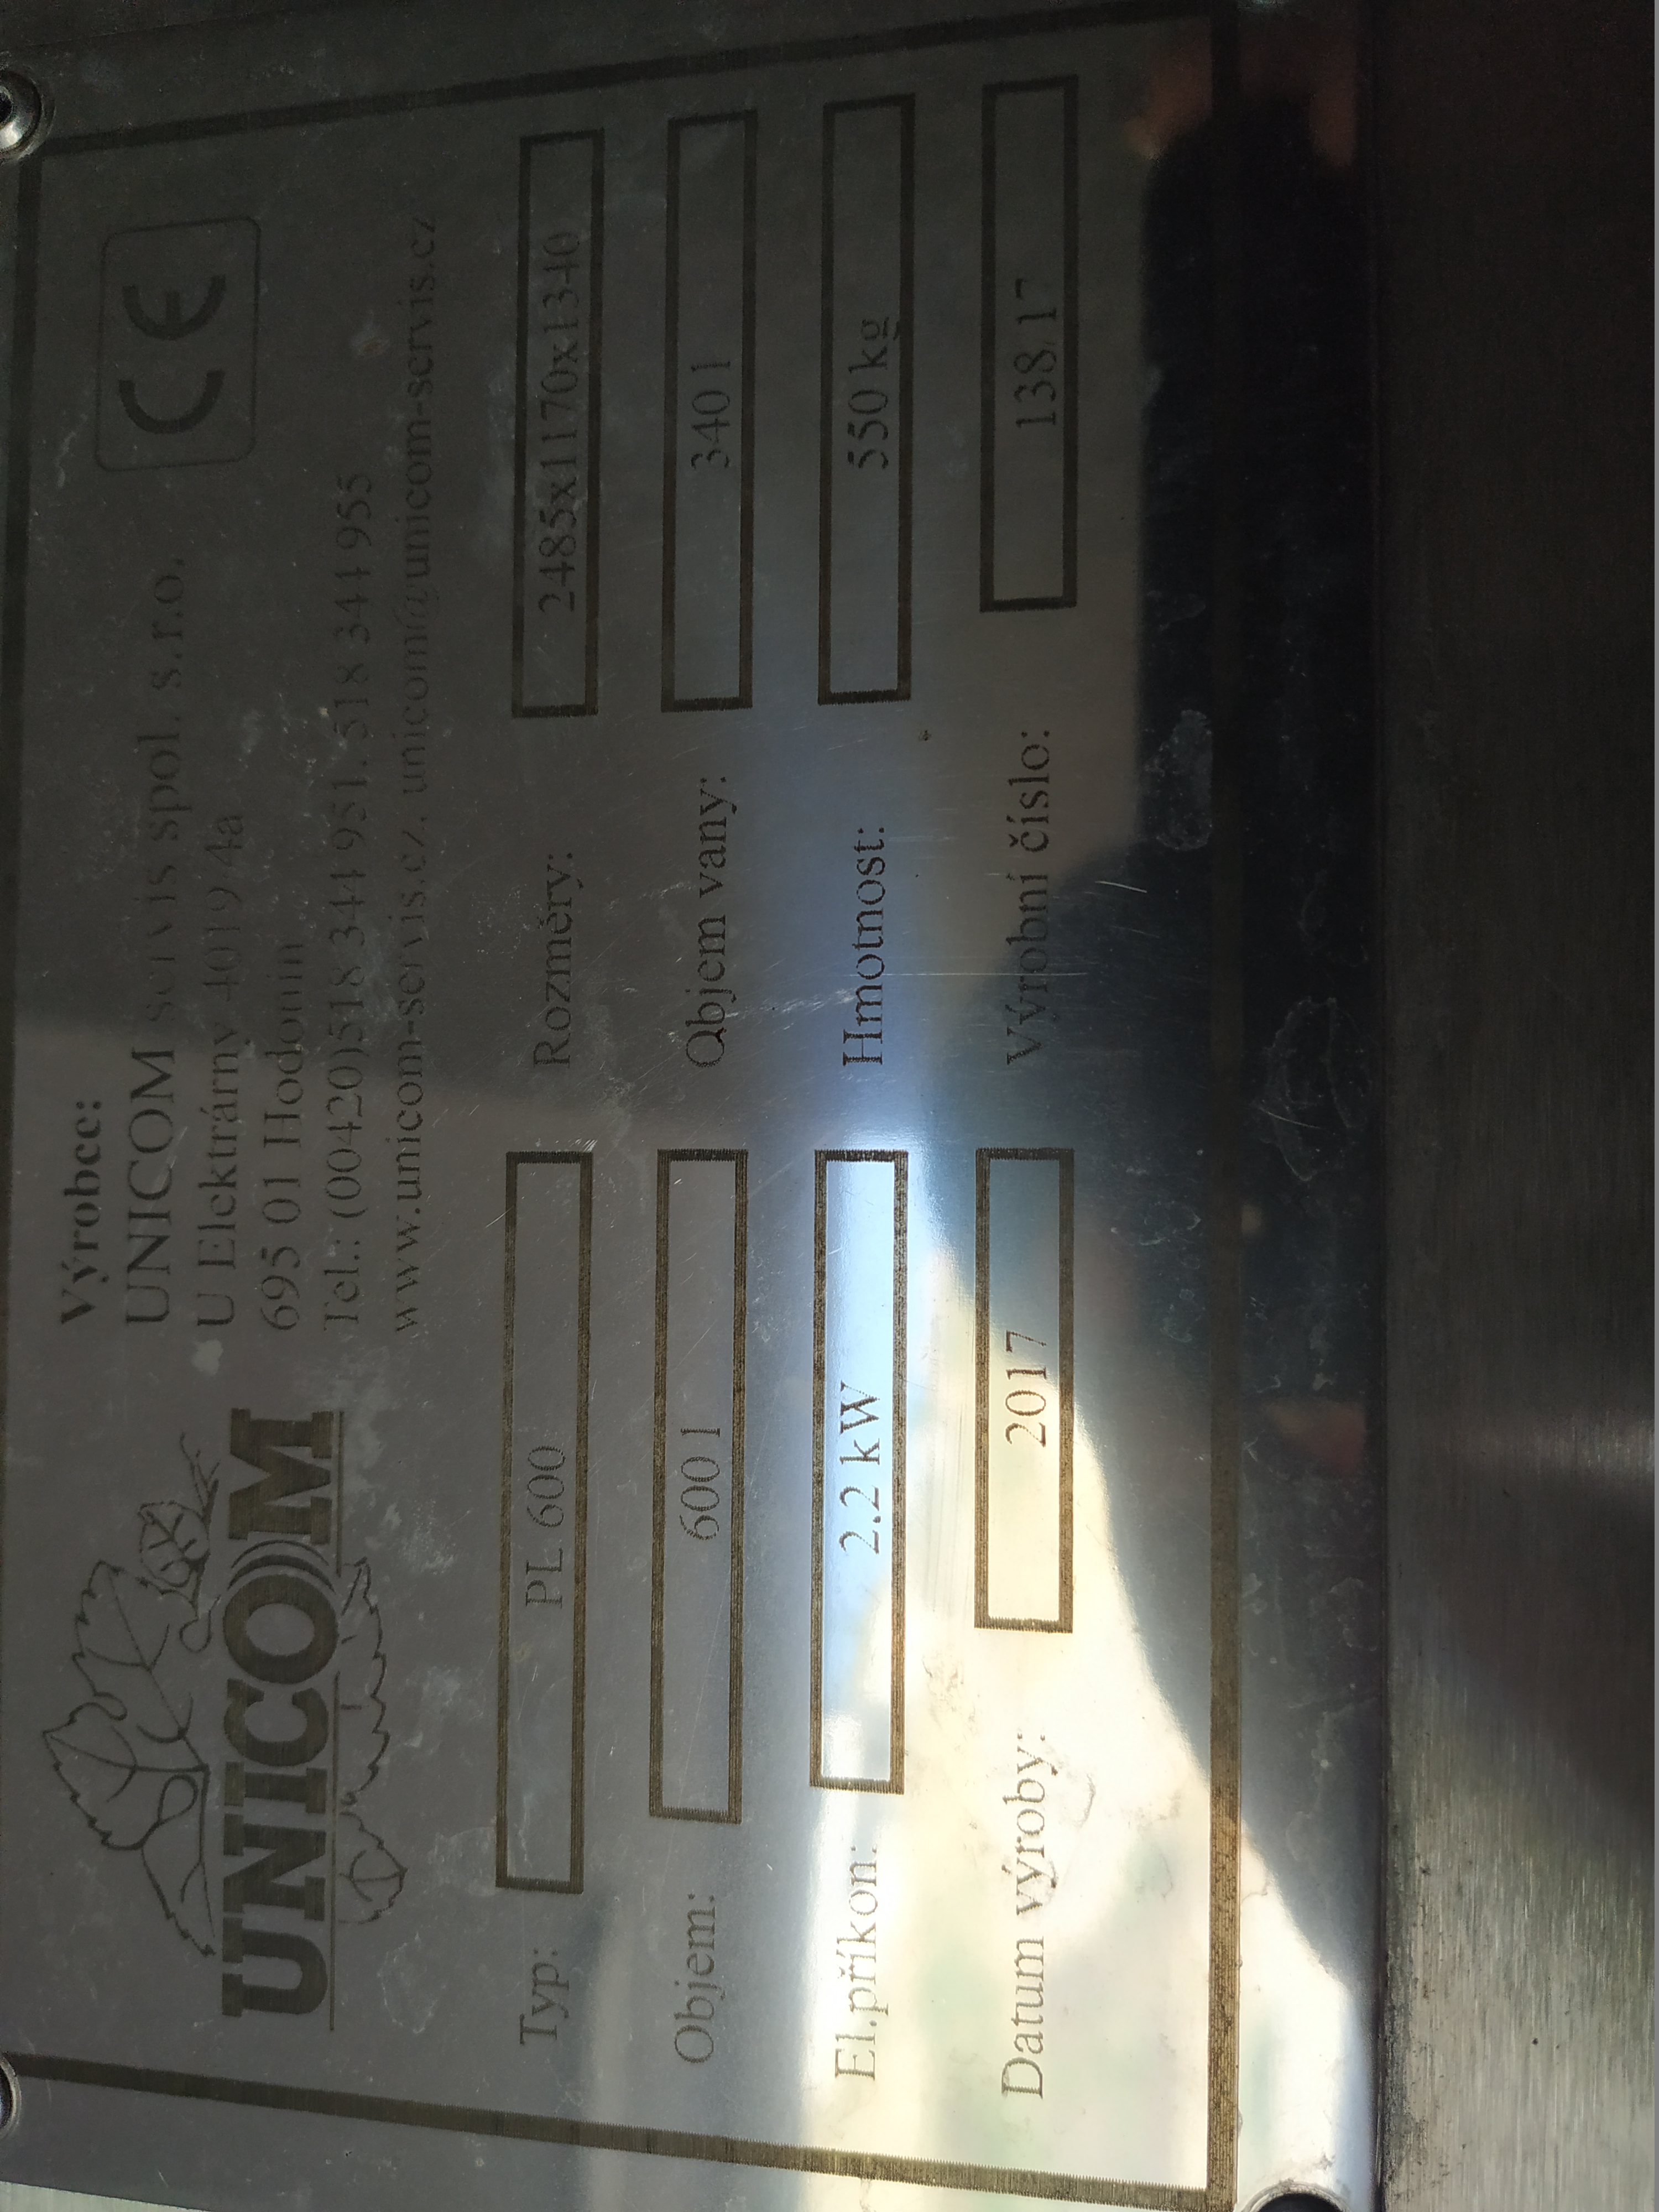 UNICOM
Výrobce:
UNICOM servis spol. s.r.o.
U Elektrárny 4019/4a
695 01 Hodonín
Tel.: (00420)518 344 951, 518 344 955
www.unicom-servis.cz, unicom@unicom-servis.cz
CE
Typ: PL 600 Rozměry: 2485x1170x1340
Objem: 600 l Objem vany: 340 l
El.příkon: 2.2 kW Hmotnost: 550 kg
Datum výroby: 2017 Výrobní číslo: 138/17